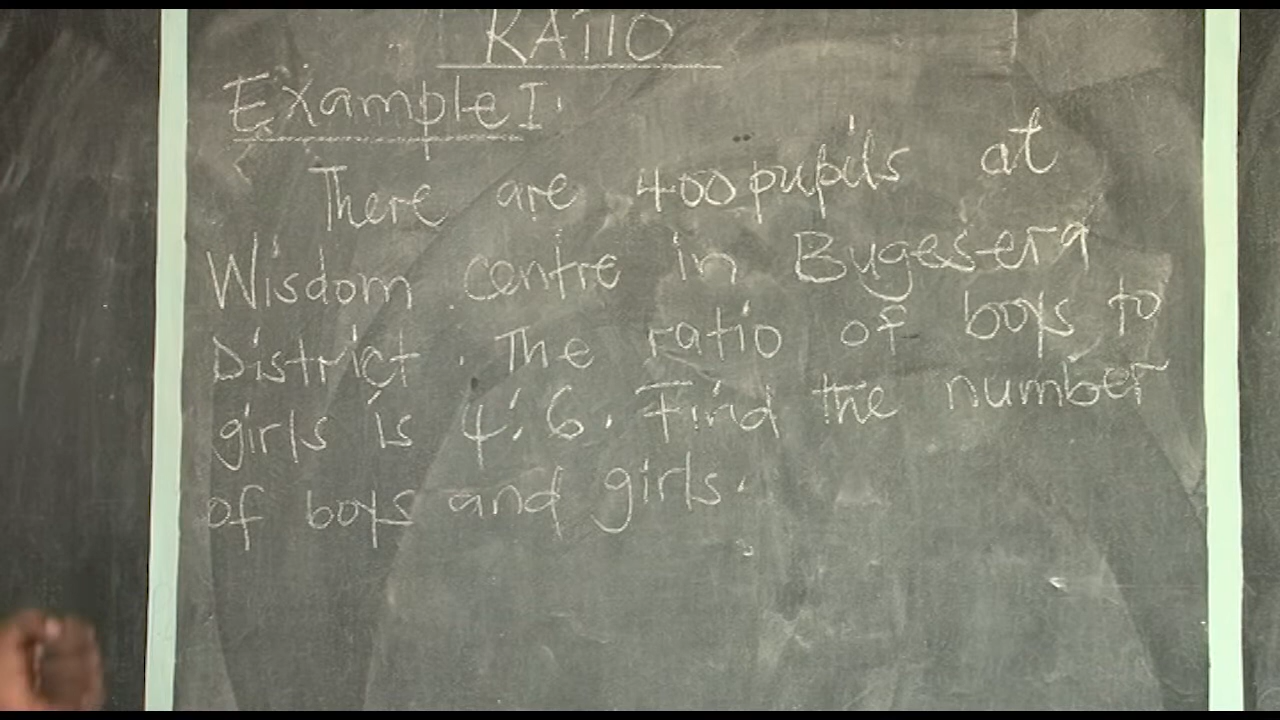 RATIO
Example I.
There are 400 pupils at
Wisdom centre in Bugesera
District. The ratio of boys to
girls is 4:6. Find the number
of boys and girls.